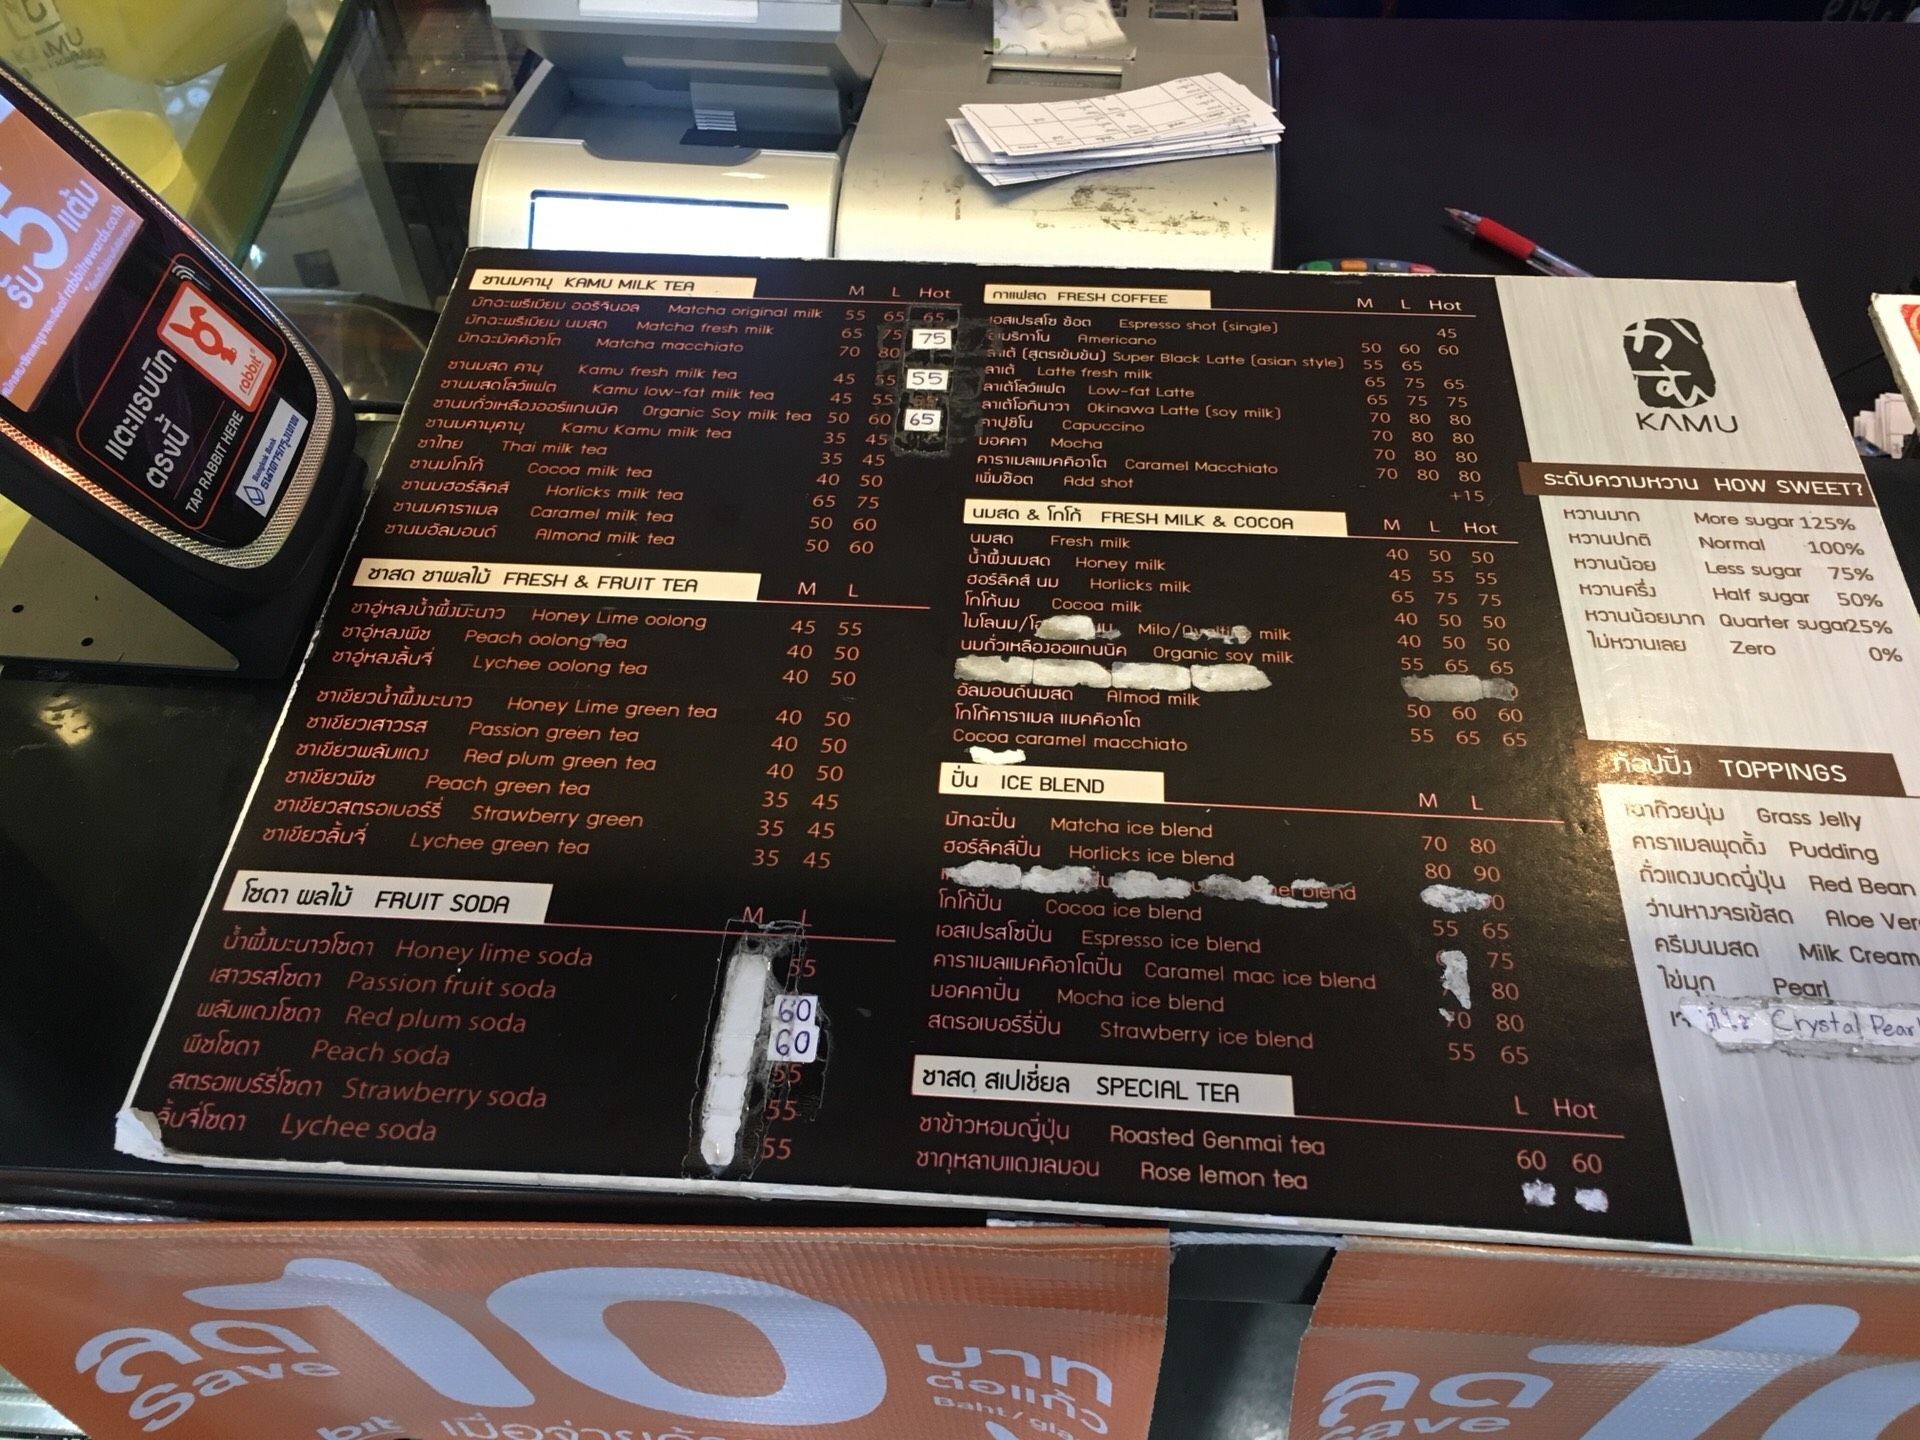 ชานมคามุ KAMU MILK TEA M L Hot
มัทฉะพรีเมียม ออริจินอล Matcha original milk 55 65 65
มัทฉะพรีเมียม นมสด Matcha fresh milk 65 75 75
มัทฉะมัคคิอาโต Matcha macchiato 70 80
ชานมสด คามุ Kamu fresh milk tea 45 55 55
ชานมสดโลว์แฟต Kamu low-fat milk tea 45 55
ชานมถั่วเหลืองออร์แกนนิค Organic Soy milk tea 50 60 65
ชานมคามุคามุ Kamu Kamu milk tea 35 45
ชาไทย Thai milk tea 35 45
ชานมโกโก้ Cocoa milk tea 40 50
ชานมฮอร์ลิคส์ Horlicks milk tea 65 75
ชานมคาราเมล Caramel milk tea 50 60
ชานมอัลมอนด์ Almond milk tea 50 60
ชาสด ชาผลไม้ FRESH & FRUIT TEA M L
ชาอู่หลงน้ำผึ้งมะนาว Honey Lime oolong 45 55
ชาอู่หลงพีช Peach oolong tea 40 50
ชาอู่หลงลิ้นจี่ Lychee oolong tea 40 50
ชาเขียวน้ำผึ้งมะนาว Honey Lime green tea 40 50
ชาเขียวเสาวรส Passion green tea 40 50
ชาเขียวพลัมแดง Red plum green tea 40 50
ชาเขียวพีช Peach green tea 35 45
ชาเขียวสตรอเบอร์รี่ Strawberry green 35 45
ชาเขียวลิ้นจี่ Lychee green tea 35 45
โซดา ผลไม้ FRUIT SODA M L
น้ำผึ้งมะนาวโซดา Honey lime soda 55
เสาวรสโซดา Passion fruit soda 60
พลัมแดงโซดา Red plum soda 60
พีชโซดา Peach soda 55
สตรอแบร์รี่โซดา Strawberry soda 55
ลิ้นจี่โซดา Lychee soda 55
กาแฟสด FRESH COFFEE M L Hot
เอสเปรสโซ ช้อต Espresso shot (single) 45
อเมริกาโน Americano 50 60 60
ลาเต้ (สูตรเข้มข้น) Super Black Latte (asian style) 55 65
ลาเต้ Latte fresh milk 65 75 65
ลาเต้โลว์แฟต Low-fat Latte 65 75 75
ลาเต้โอกินาวา Okinawa Latte (soy milk) 70 80 80
คาปูชิโน Capuccino 70 80 80
มอคคา Mocha 70 80 80
คาราเมลแมคคิอาโต Caramel Macchiato 70 80 80
เพิ่มช็อต Add shot +15
นมสด & โกโก้ FRESH MILK & COCOA M L Hot
นมสด Fresh milk 40 50 50
น้ำผึ้งนมสด Honey milk 45 55 55
ฮอร์ลิคส์ นม Horlicks milk 65 75 75
โกโก้นม Cocoa milk 40 50 50
ไมโลนม/ Milo/Ovaltine milk 40 50 50
นมถั่วเหลืองออแกนนิค Organic soy milk 55 65 65
อัลมอนด์นมสด Almod milk 50 60 60
โกโก้คาราเมล แมคคิอาโต 55 65 65
Cocoa caramel macchiato
ปั่น ICE BLEND M L
มัทฉะปั่น Matcha ice blend 70 80
ฮอร์ลิคส์ปั่น Horlicks ice blend 80 90
blend
โกโก้ปั่น Cocoa ice blend 55 65
เอสเปรสโซปั่น Espresso ice blend 75
คาราเมลแมคคิอาโตปั่น Caramel mac ice blend 80
มอคคาปั่น Mocha ice blend 70 80
สตรอเบอร์รี่ปั่น Strawberry ice blend 55 65
ชาสด สเปเชี่ยล SPECIAL TEA L Hot
ชาข้าวหอมญี่ปุ่น Roasted Genmai tea 60 60
ชากุหลาบแดงเลมอน Rose lemon tea
KAMU
ระดับความหวาน HOW SWEET?
หวานมาก More sugar 125%
หวานปกติ Normal 100%
หวานน้อย Less sugar 75%
หวานครึ่ง Half sugar 50%
หวานน้อยมาก Quarter sugar 25%
ไม่หวานเลย Zero 0%
ท็อปปิ้ง TOPPINGS
เฉาก๊วยนุ่ม Grass Jelly
คาราเมลพุดดิ้ง Pudding
ถั่วแดงบดญี่ปุ่น Red Bean
ว่านหางจรเข้สด Aloe Ver
ครีมนมสด Milk Cream
ไข่มุก Pearl
Crystal Pearl
รับ 5 แต้ม
แตะแรบบิท
ตรงนี้
TAP RABBIT HERE
rabbit
Bangkok Bank
ธนาคารกรุงเทพ
ลด 10 บาท
Save ต่อแก้ว
Baht/gla
ลด 10
Save